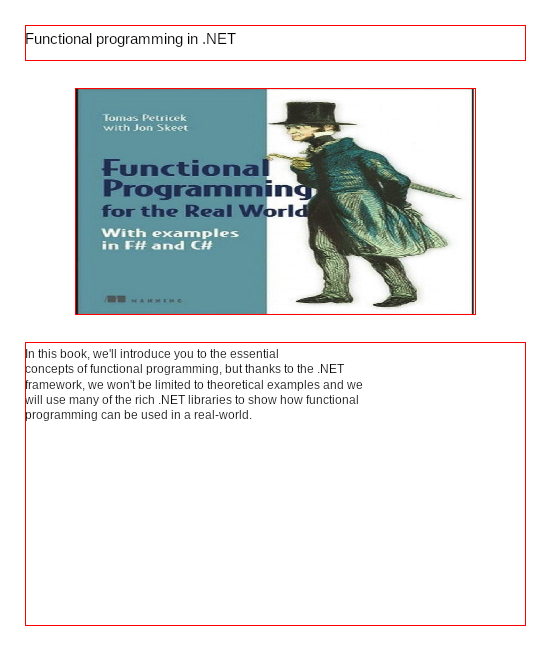 Functional programming in .NET
Tomas Petricek
with Jon Skeet
Functional
Programming
for the Real World
With examples
in F# and C#
MANNING
In this book, we'll introduce you to the essential
concepts of functional programming, but thanks to the .NET
framework, we won't be limited to theoretical examples and we
will use many of the rich .NET libraries to show how functional
programming can be used in a real-world.